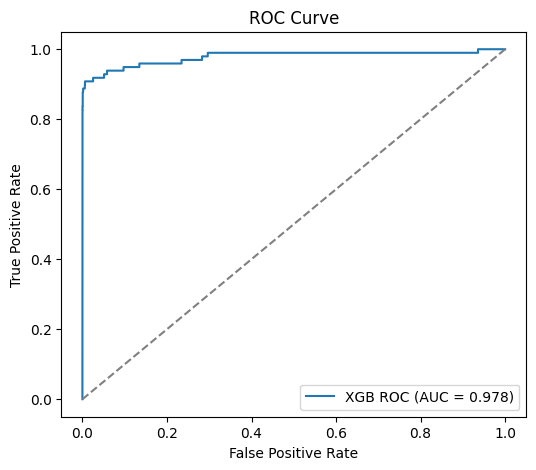 ROC Curve
1.0
0.8
0.6
0.4
0.2
0.0
True Positive Rate
XGB ROC (AUC = 0.978)
0.0 0.2 0.4 0.6 0.8 1.0
False Positive Rate